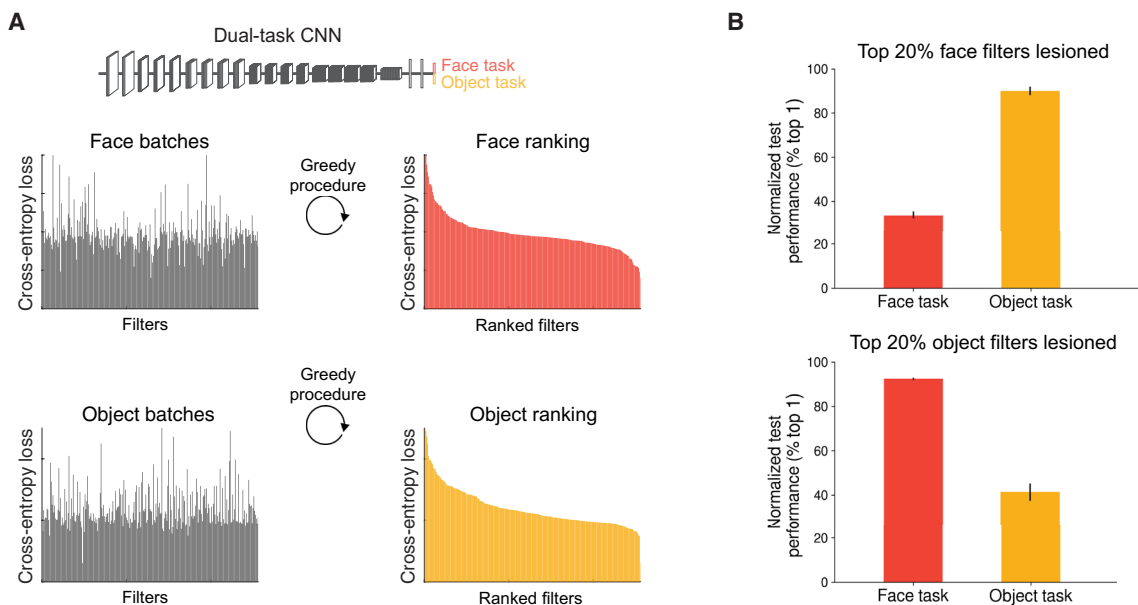 A
Dual-task CNN
Face task
Object task
Face batches
Cross-entropy loss
Filters
Greedy
procedure
Face ranking
Cross-entropy loss
Ranked filters
Object batches
Cross-entropy loss
Filters
Greedy
procedure
Object ranking
Cross-entropy loss
Ranked filters
B
Top 20% face filters lesioned
Normalized test
performance (% top 1)
100
80
60
40
20
0
Face task
Object task
Top 20% object filters lesioned
Normalized test
performance (% top 1)
100
80
60
40
20
0
Face task
Object task